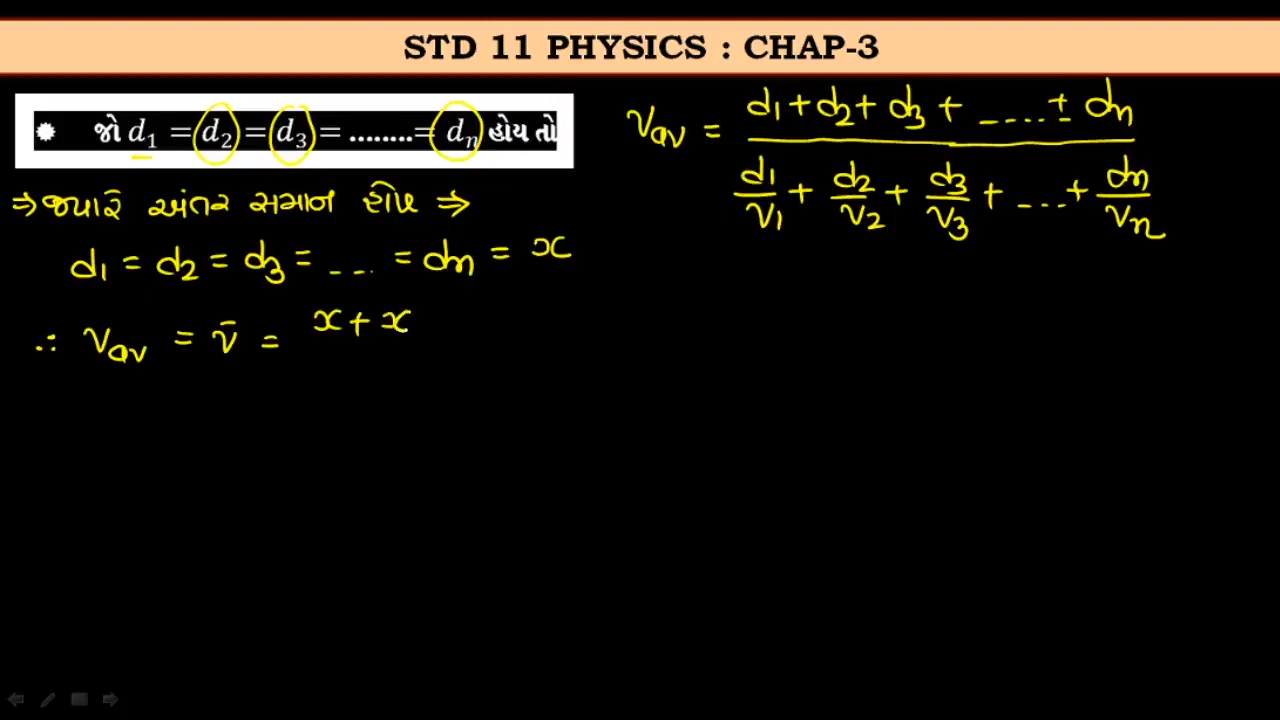 STD 11 PHYSICS : CHAP-3
✹ જો d₁ = d₂ = d₃ = ........= dₙ હોય તો
⇒ જ્યારે અંતર સમાન હોય ⇒
d₁ = d₂ = d₃ = ---.. = dₙ = x
∴ Vav = v̄ = x + x
Vav = (d₁ + d₂ + d₃ + ---..± dₙ) / (d₁/v₁ + d₂/v₂ + d₃/v₃ + ---.. + dₙ/vₙ)